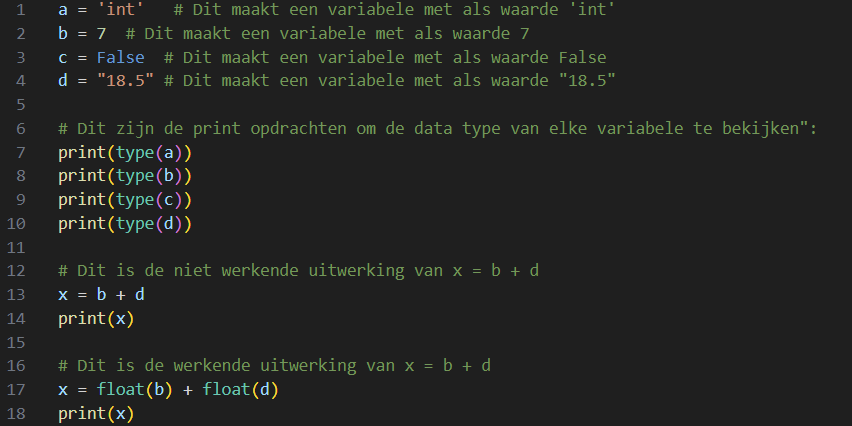 1 a = 'int'   # Dit maakt een variabele met als waarde 'int'
2 b = 7  # Dit maakt een variabele met als waarde 7
3 c = False  # Dit maakt een variabele met als waarde False
4 d = "18.5" # Dit maakt een variabele met als waarde "18.5"
5
6 # Dit zijn de print opdrachten om de data type van elke variabele te bekijken":
7 print(type(a))
8 print(type(b))
9 print(type(c))
10 print(type(d))
11
12 # Dit is de niet werkende uitwerking van x = b + d
13 x = b + d
14 print(x)
15
16 # Dit is de werkende uitwerking van x = b + d
17 x = float(b) + float(d)
18 print(x)